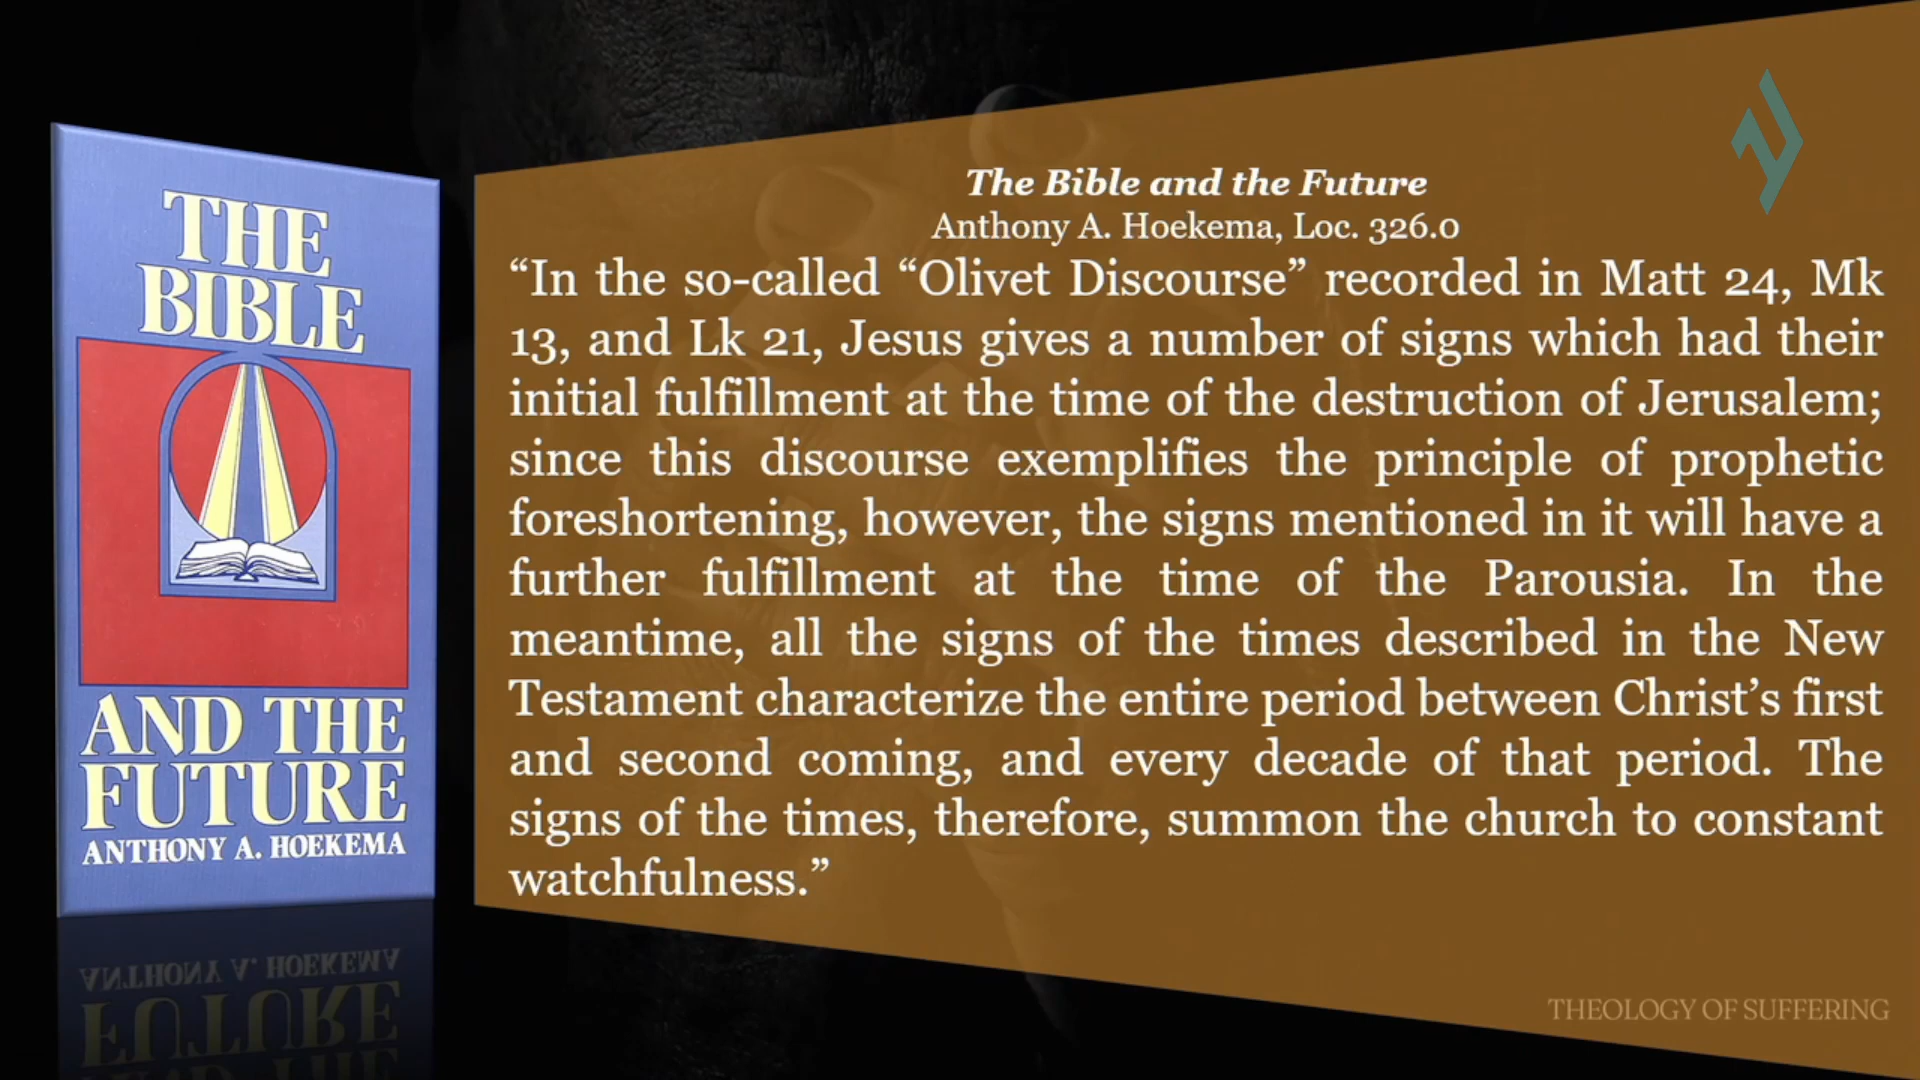 THE
BIBLE
AND THE
FUTURE
ANTHONY A. HOEKEMA
The Bible and the Future
Anthony A. Hoekema, Loc. 326.0
“In the so-called “Olivet Discourse” recorded in Matt 24, Mk
13, and Lk 21, Jesus gives a number of signs which had their
initial fulfillment at the time of the destruction of Jerusalem;
since this discourse exemplifies the principle of prophetic
foreshortening, however, the signs mentioned in it will have a
further fulfillment at the time of the Parousia. In the
meantime, all the signs of the times described in the New
Testament characterize the entire period between Christ’s first
and second coming, and every decade of that period. The
signs of the times, therefore, summon the church to constant
watchfulness.”
THEOLOGY OF SUFFERING